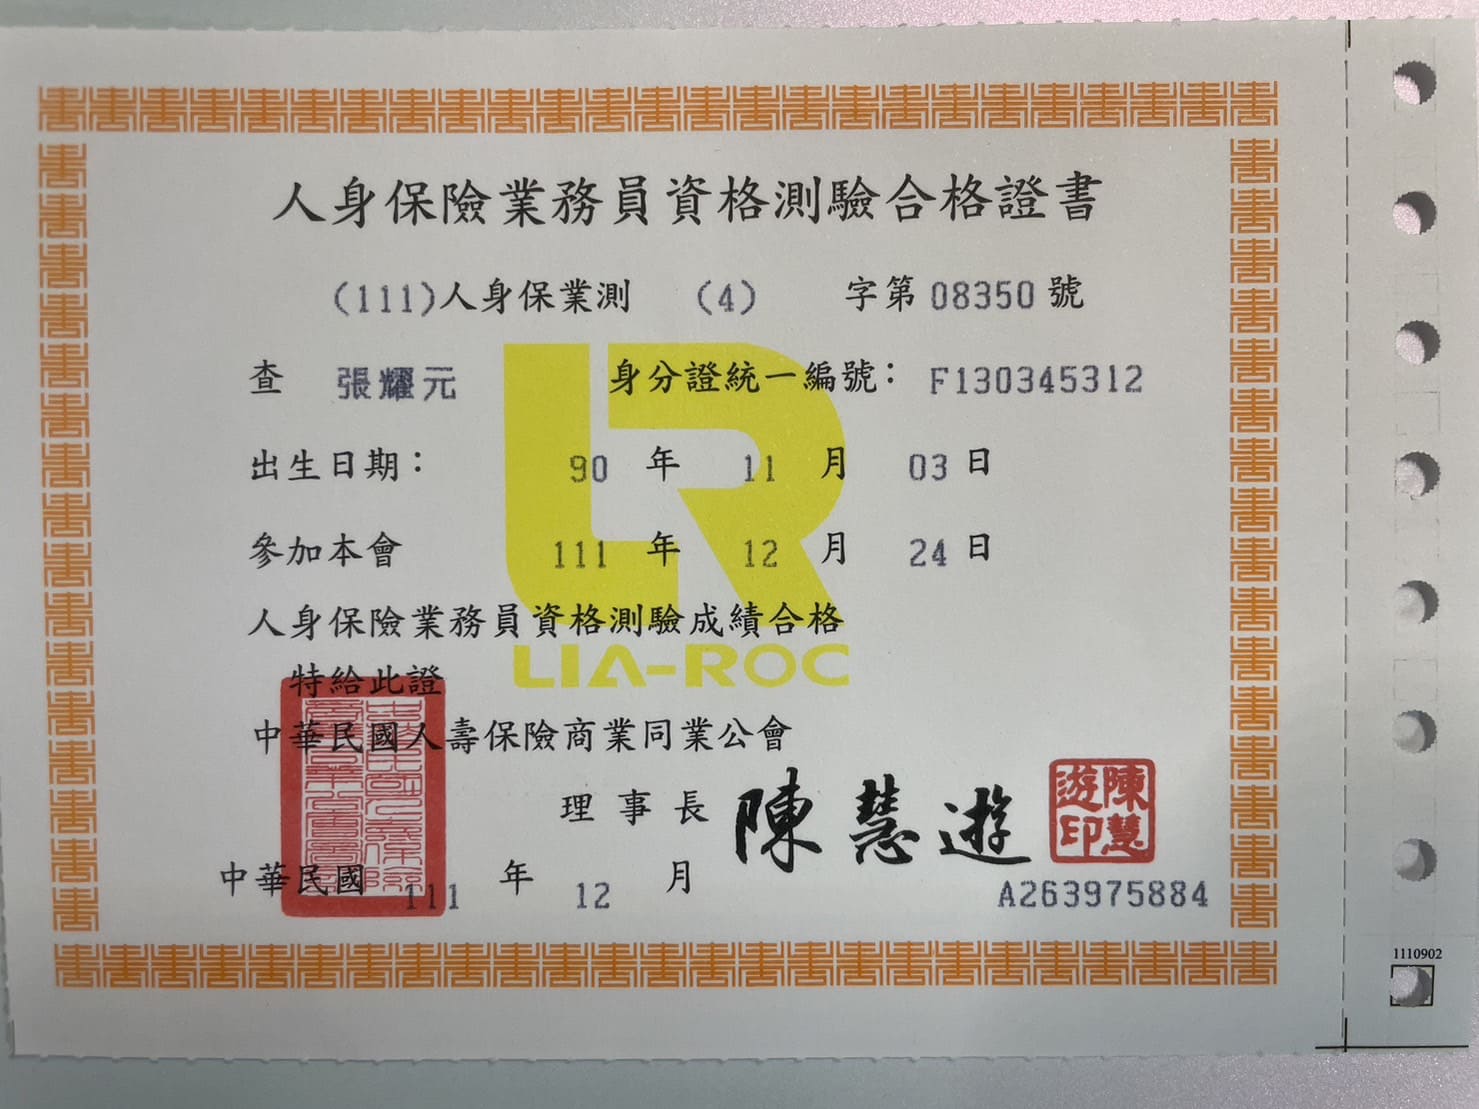 人身保險業務員資格測驗合格證書
(111)人身保業測 (4) 字第 08350 號
查 張耀元 身分證統一編號： F130345312
出生日期： 90 年 11 月 03 日
參加本會 111 年 12 月 24 日
人身保險業務員資格測驗成績合格
LIA-ROC
特給此證
中華民國人壽保險商業同業公會
理事長 陳慧遊
陳慧遊印
中華民國 111 年 12 月
A263975884
1110902